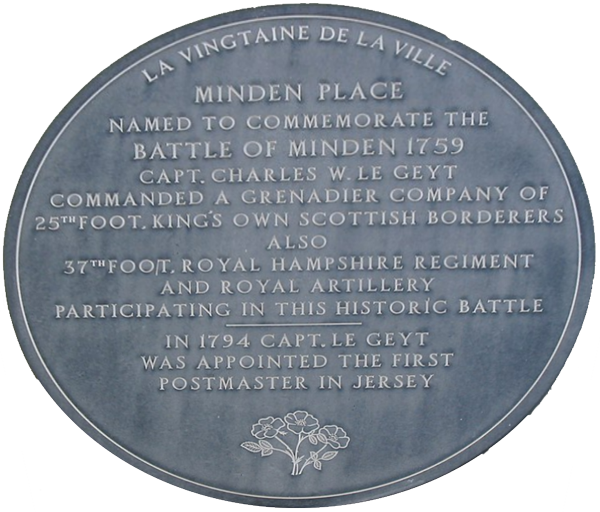 LA VINGTAINE DE LA VILLE
MINDEN PLACE
NAMED TO COMMEMORATE THE
BATTLE OF MINDEN 1759
CAPT. CHARLES W. LE GEYT
COMMANDED A GRENADIER COMPANY OF
25TH FOOT, KING'S OWN SCOTTISH BORDERERS
ALSO
37TH FOOT, ROYAL HAMPSHIRE REGIMENT
AND ROYAL ARTILLERY
PARTICIPATING IN THIS HISTORIC BATTLE
IN 1794 CAPT. LE GEYT
WAS APPOINTED THE FIRST
POSTMASTER IN JERSEY